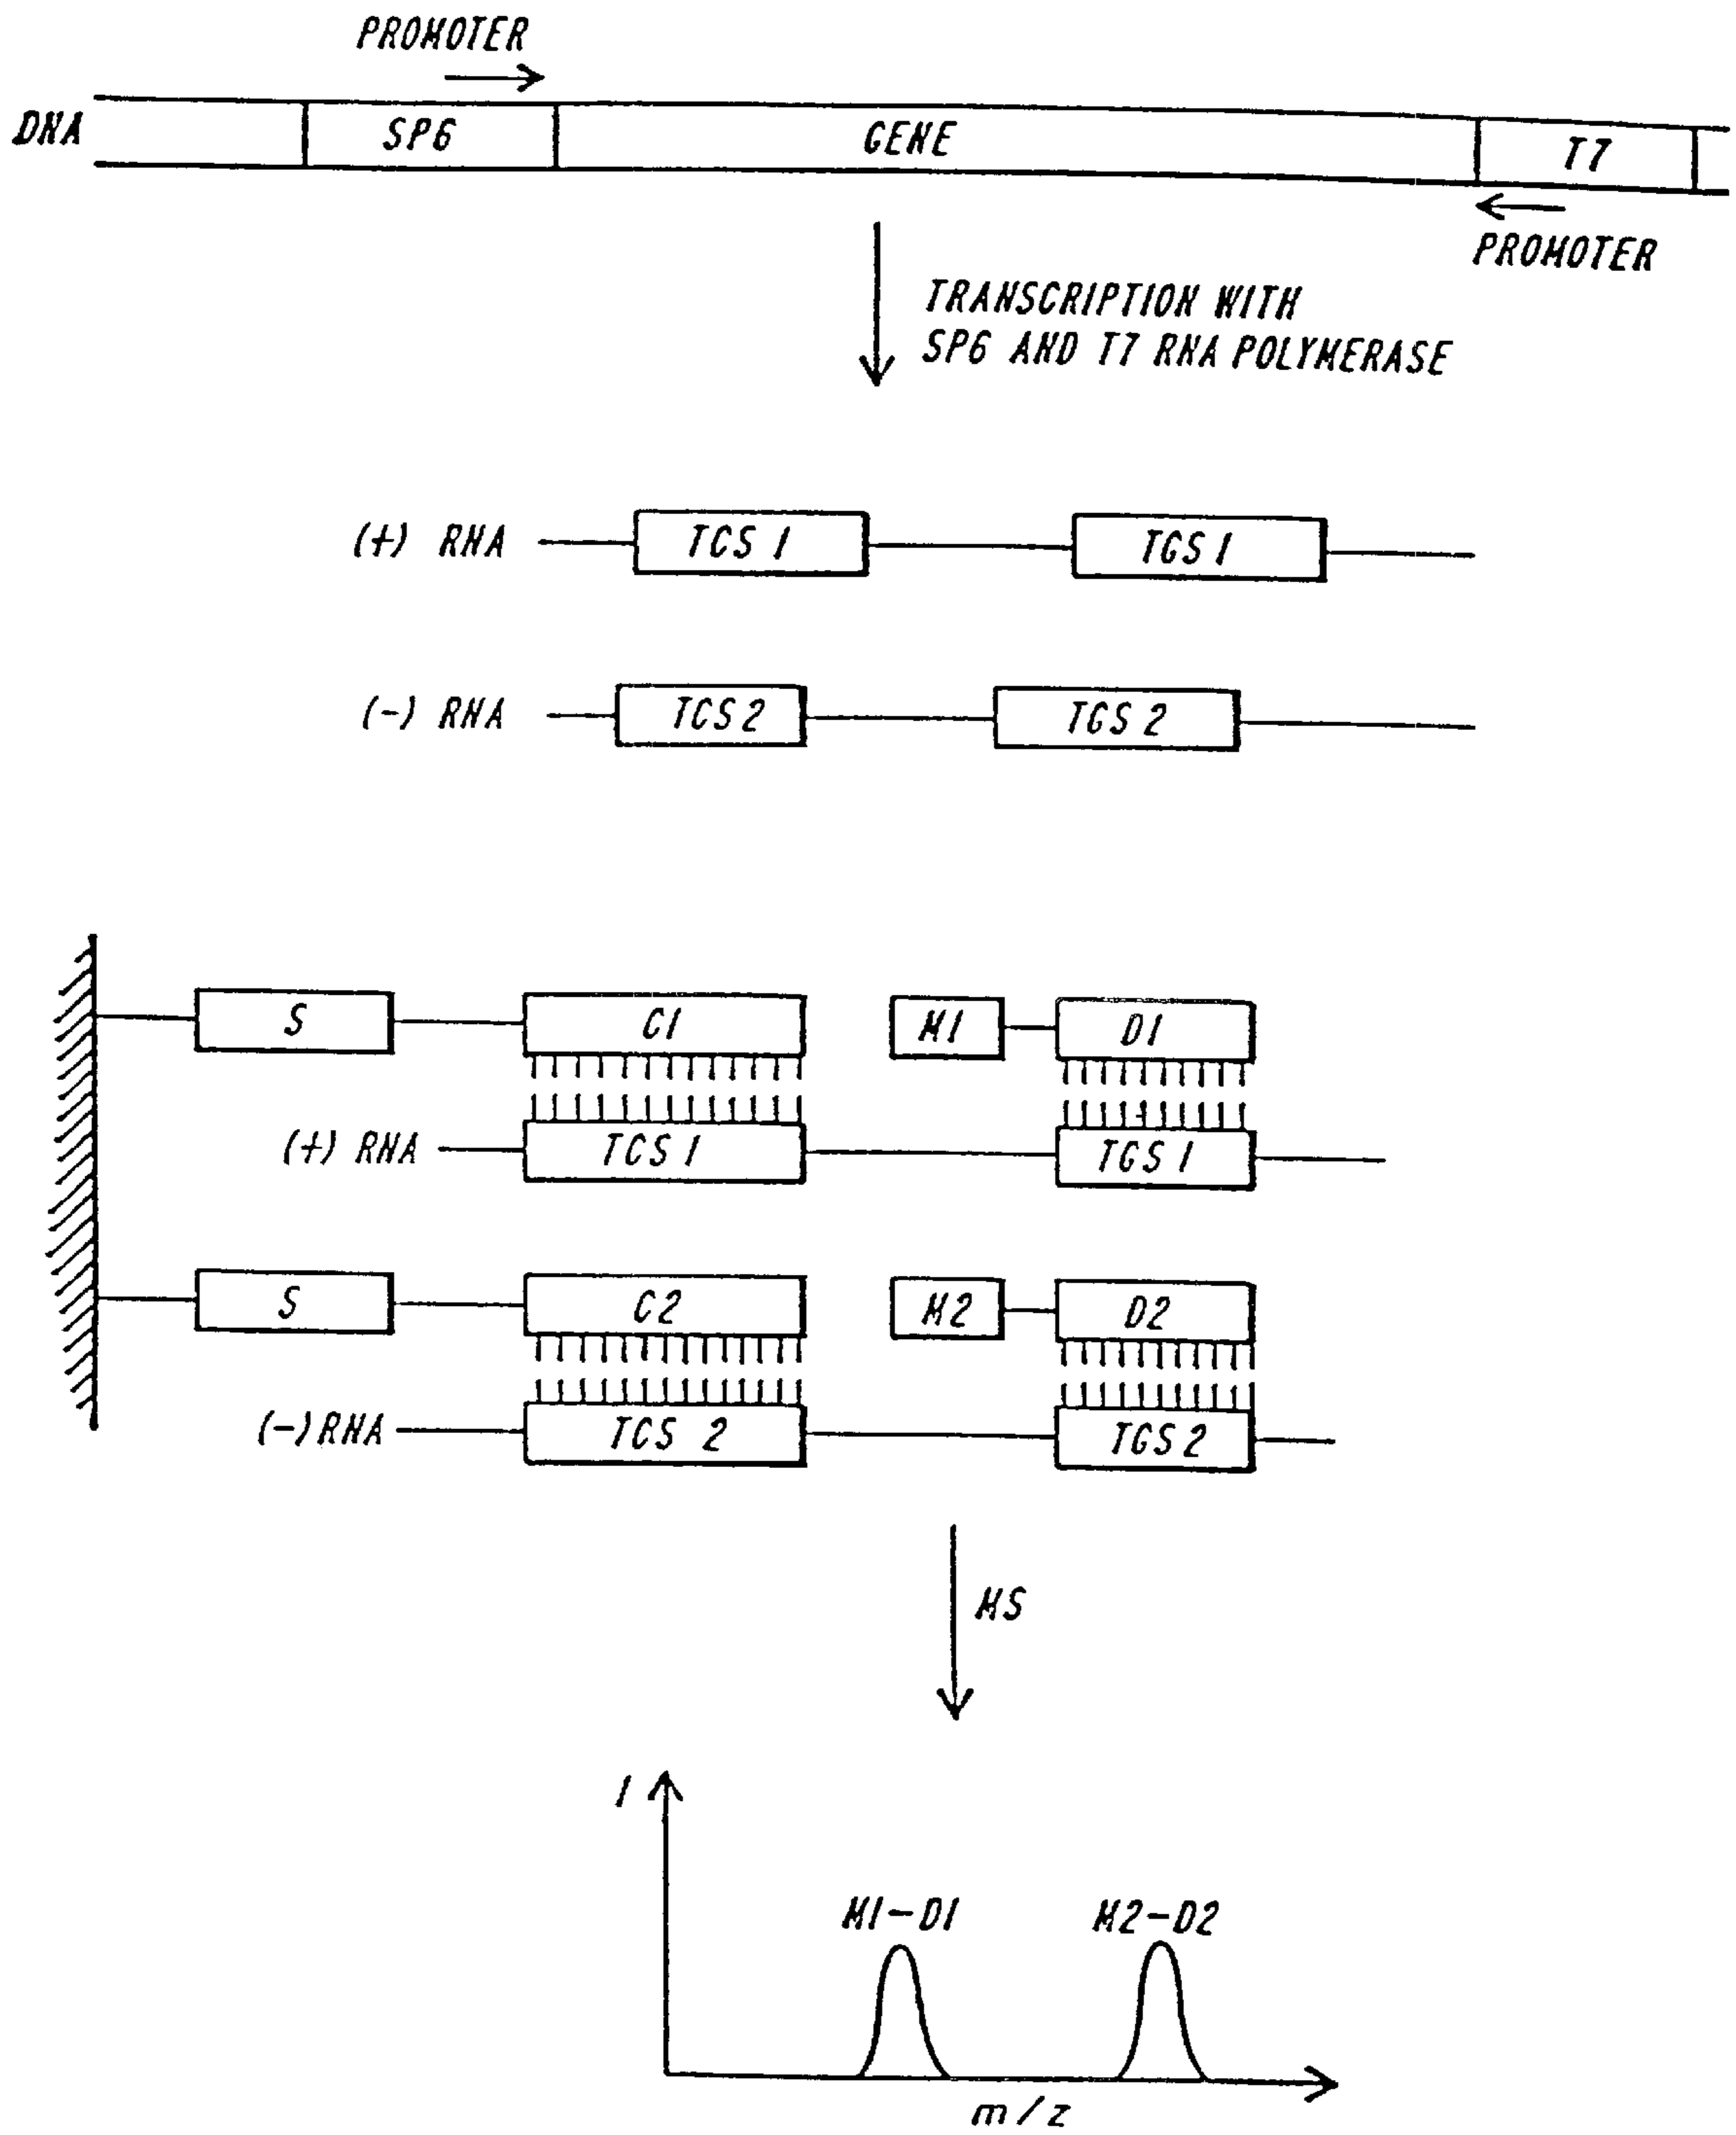 PROMOTER
DNA
SP6
GENE
T7
PROMOTER
TRANSCRIPTION WITH
SP6 AND T7 RNA POLYMERASE
(+) RNA
TCS 1
TGS 1
(-) RNA
TCS 2
TGS 2
S
C1
M1
D1
(+) RNA
TCS 1
TGS 1
S
C2
M2
D2
(-) RNA
TCS 2
TGS 2
MS
I
M1-D1
M2-D2
m/z